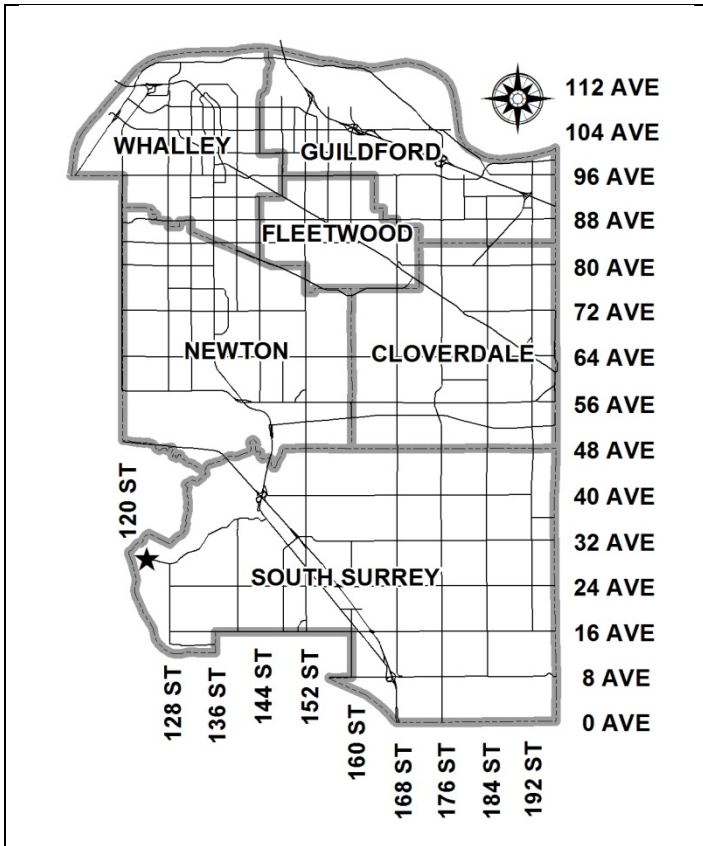 112 AVE
104 AVE
WHALLEY
GUILDFORD
96 AVE
88 AVE
FLEETWOOD
80 AVE
72 AVE
NEWTON
CLOVERDALE
64 AVE
56 AVE
48 AVE
120 ST
40 AVE
32 AVE
SOUTH SURREY
24 AVE
16 AVE
8 AVE
0 AVE
128 ST
136 ST
144 ST
152 ST
160 ST
168 ST
176 ST
184 ST
192 ST